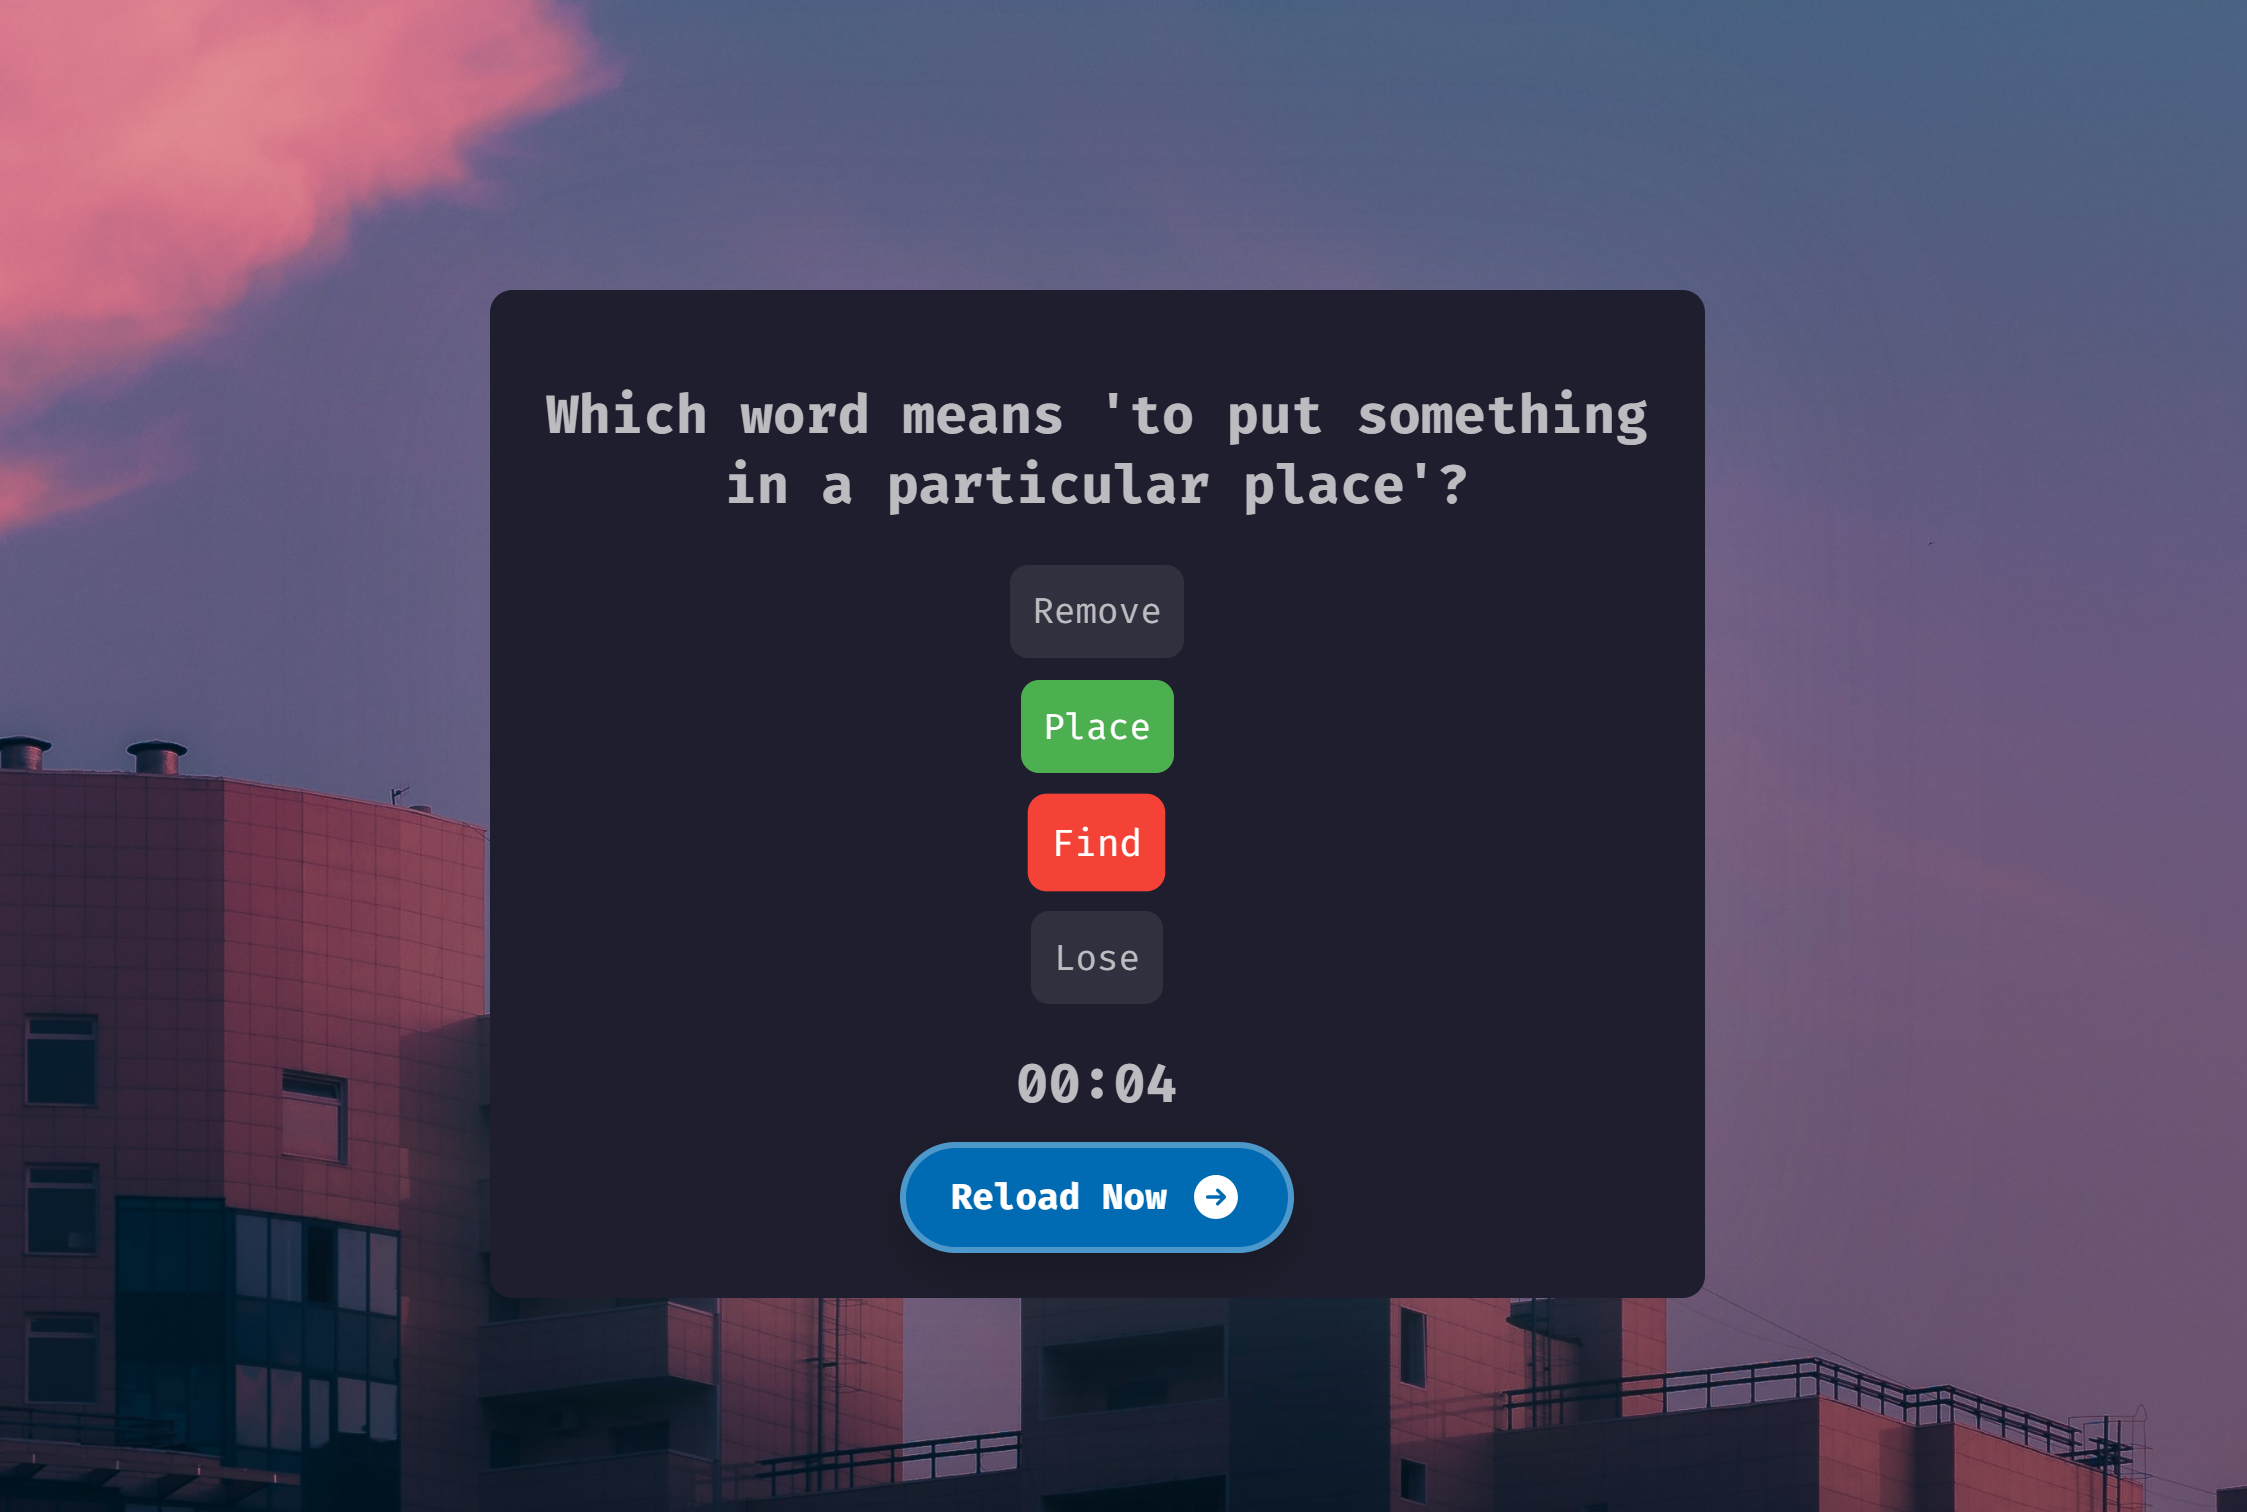 Which word means 'to put something
in a particular place'?
Remove
Place
Find
Lose
00:04
Reload Now